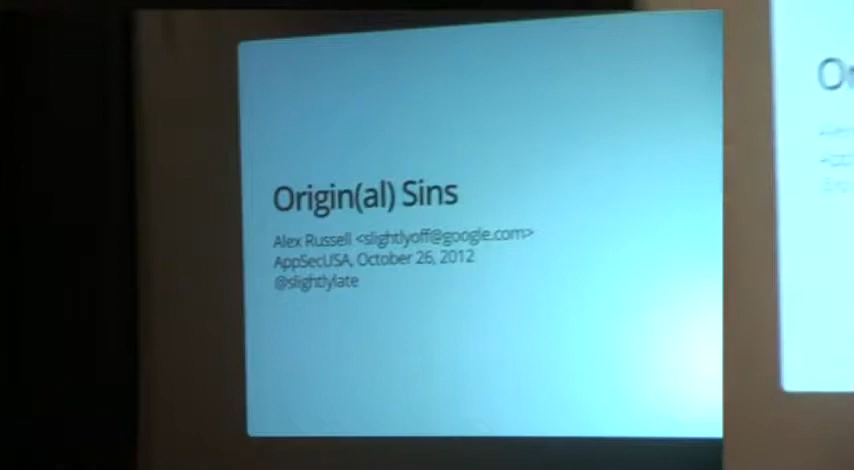 Origin(al) Sins
Alex Russell <slightlyoff@google.com>
AppSecUSA, October 26, 2012
@slightlylate